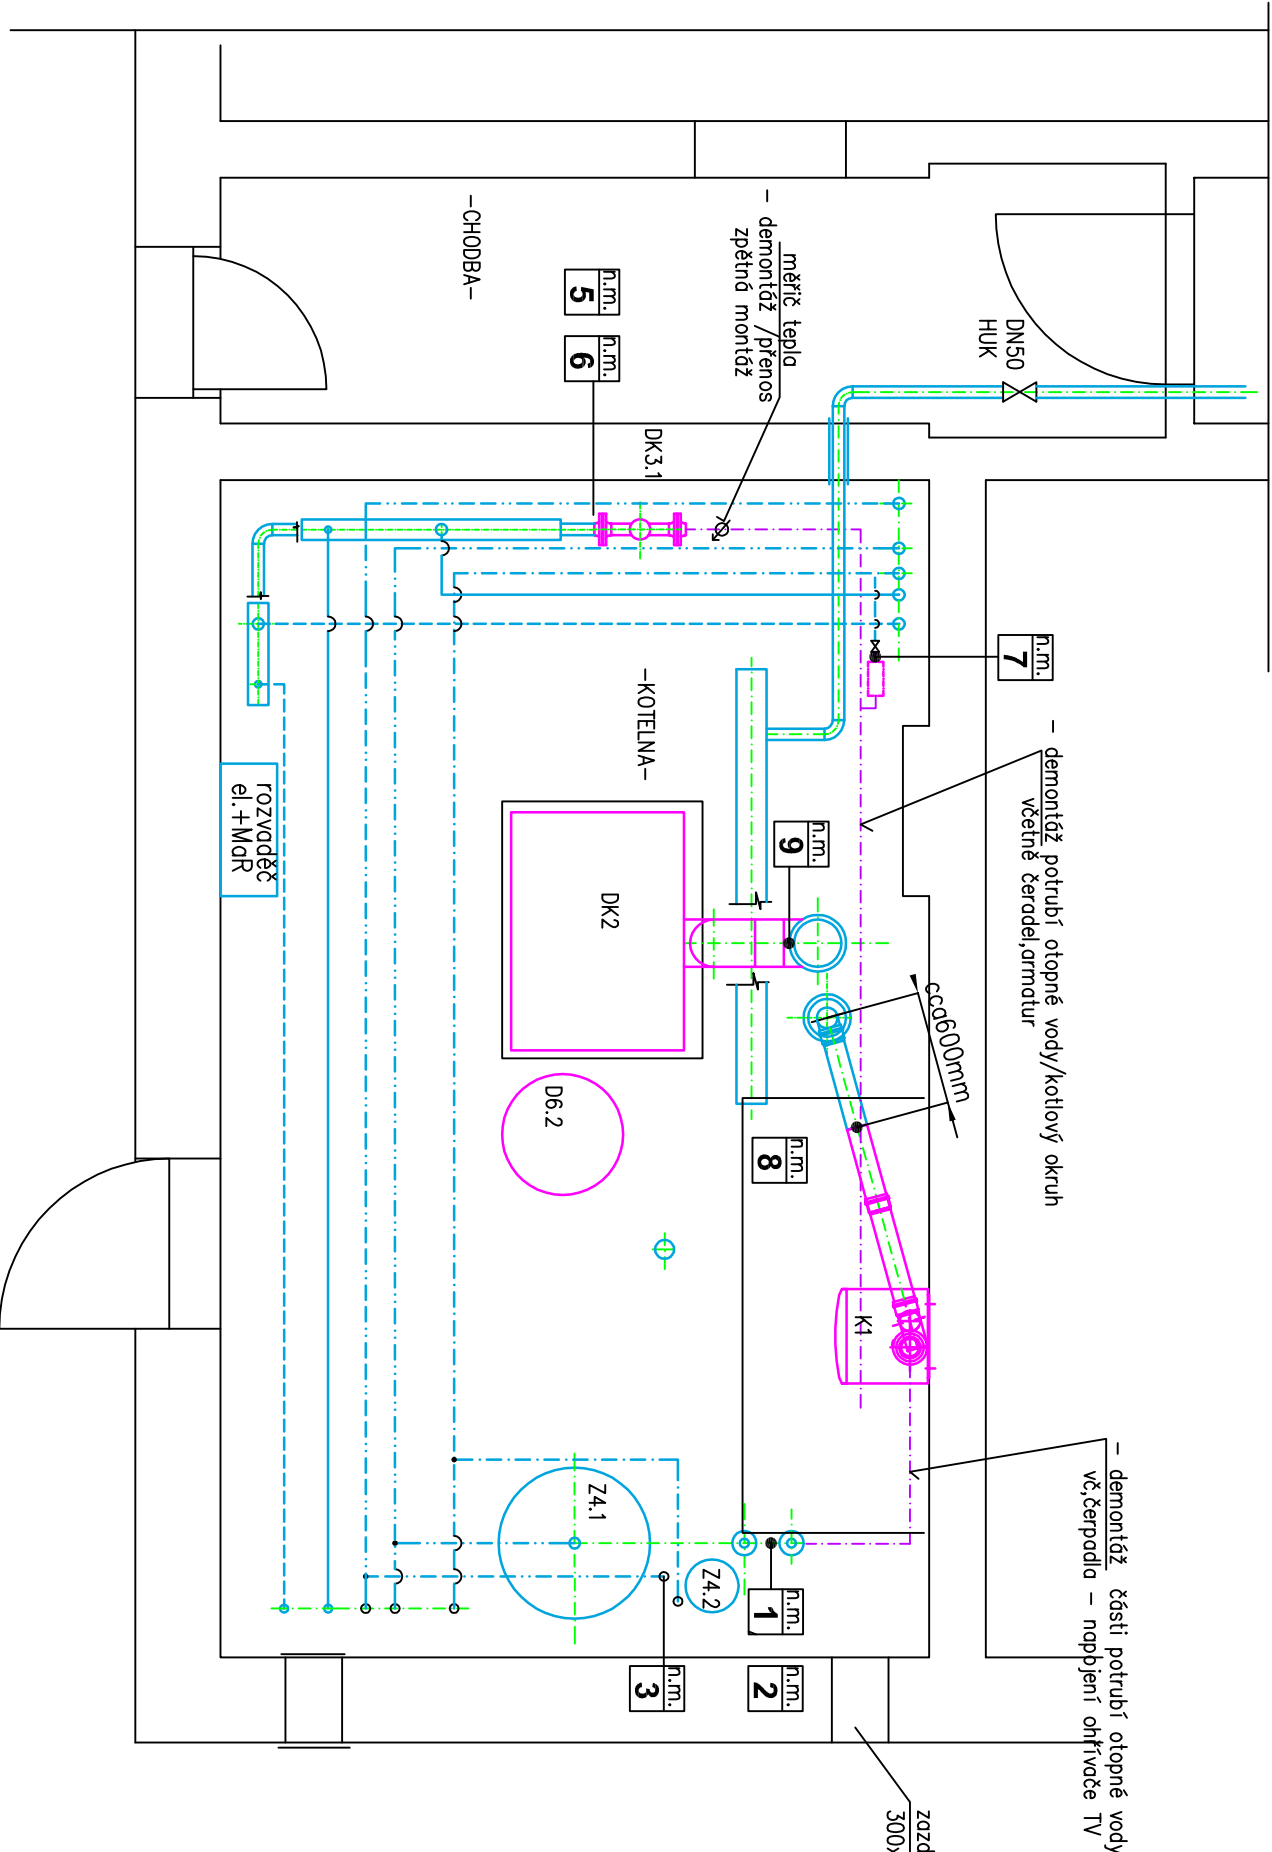 DN50
HUK
měřič tepla
– demontáž /přenos
zpětná montáž
–CHODBA–
n.m.
5
n.m.
6
DK3.1
n.m.
7
– demontáž potrubí otopné vody/kotlový okruh
včetně čeradel,armatur
–KOTELNA–
rozvaděč
el.+MaR
n.m.
9
DK2
cca600mm
D6.2
n.m.
8
K1
– demontáž části potrubí otopné vody
vč,čerpadla – napojení ohřívače TV
Z4.1
Z4.2
n.m.
1
n.m.
2
n.m.
3
zazd